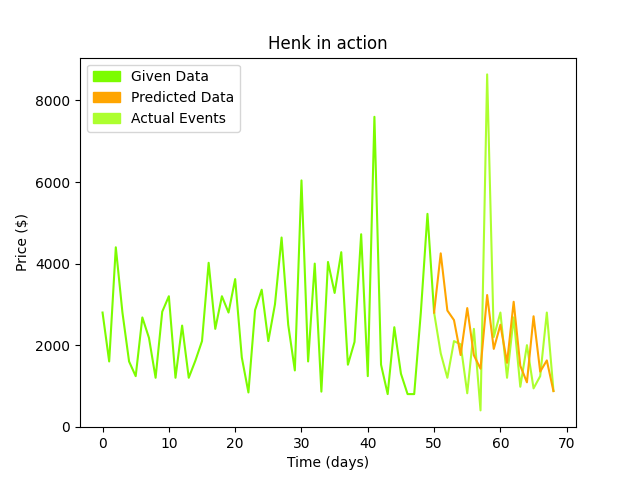 Henk in action
Given Data
Predicted Data
Actual Events
Price ($)
8000
6000
4000
2000
0
0 10 20 30 40 50 60 70
Time (days)